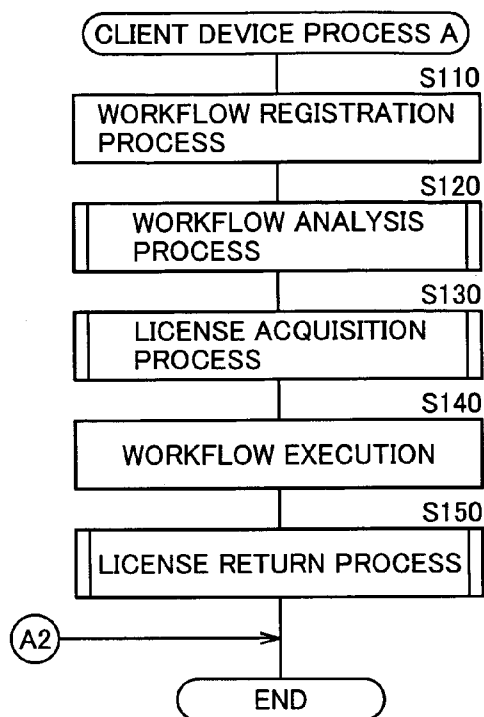 CLIENT DEVICE PROCESS A
S110
WORKFLOW REGISTRATION
PROCESS
S120
WORKFLOW ANALYSIS
PROCESS
S130
LICENSE ACQUISITION
PROCESS
S140
WORKFLOW EXECUTION
S150
LICENSE RETURN PROCESS
A2
END